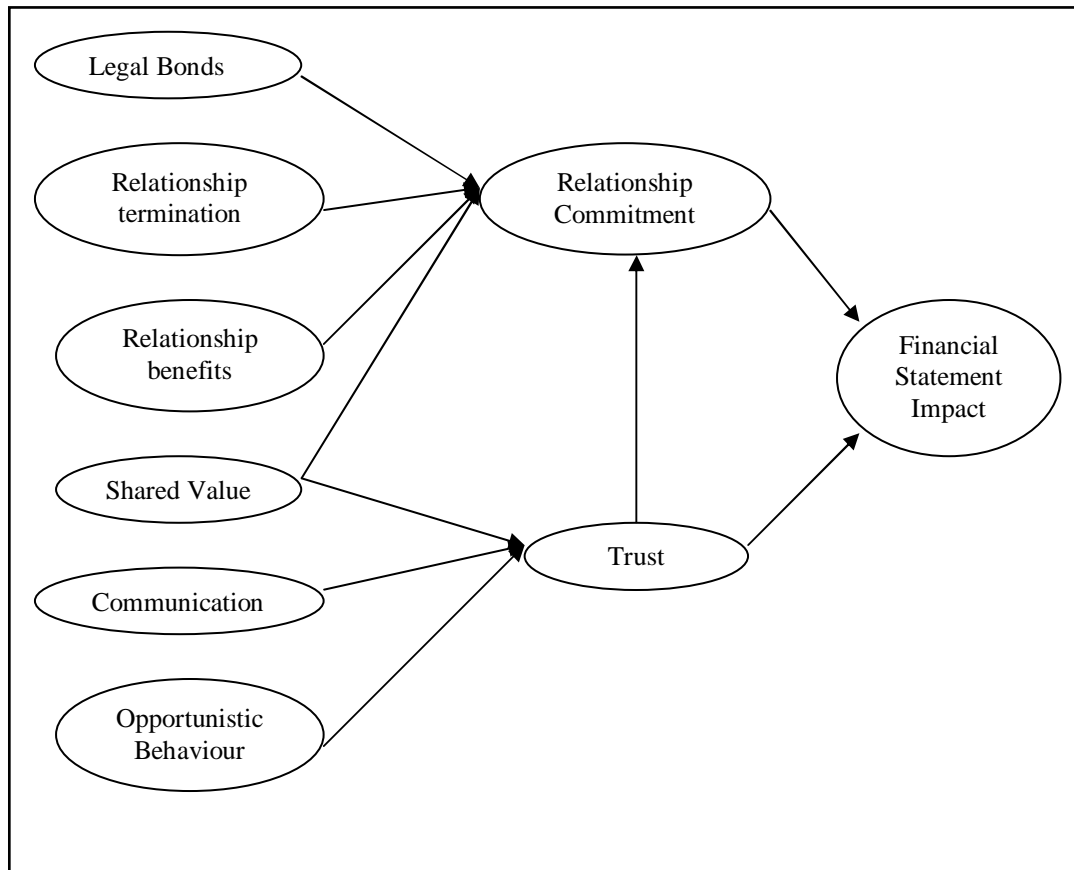 Legal Bonds
Relationship
termination
Relationship
benefits
Shared Value
Communication
Opportunistic
Behaviour
Relationship
Commitment
Trust
Financial
Statement
Impact